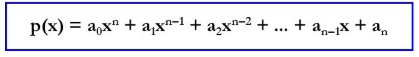 p(x) = a₀xⁿ + a₁xⁿ⁻¹ + a₂xⁿ⁻² + ... + aₙ₋₁x + aₙ